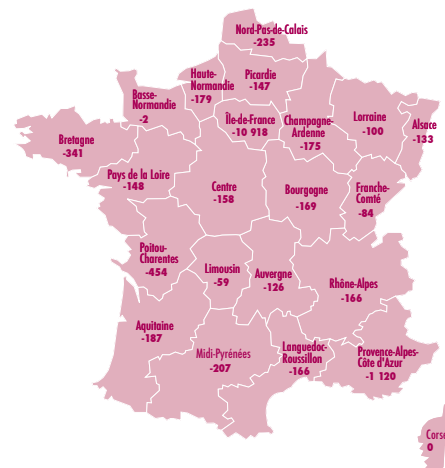 Nord-Pas-de-Calais
-235
Haute-
Normandie
-179
Picardie
-147
Basse-
Normandie
-2
Île-de-France
-10 918
Champagne-
Ardenne
-175
Lorraine
-100
Alsace
-133
Bretagne
-341
Pays de la Loire
-148
Centre
-158
Bourgogne
-169
Franche-
Comté
-84
Poitou-
Charentes
-454
Limousin
-59
Auvergne
-126
Rhône-Alpes
-166
Aquitaine
-187
Midi-Pyrénées
-207
Languedoc-
Roussillon
-166
Provence-Alpes-
Côte d'Azur
-1 120
Corse
0